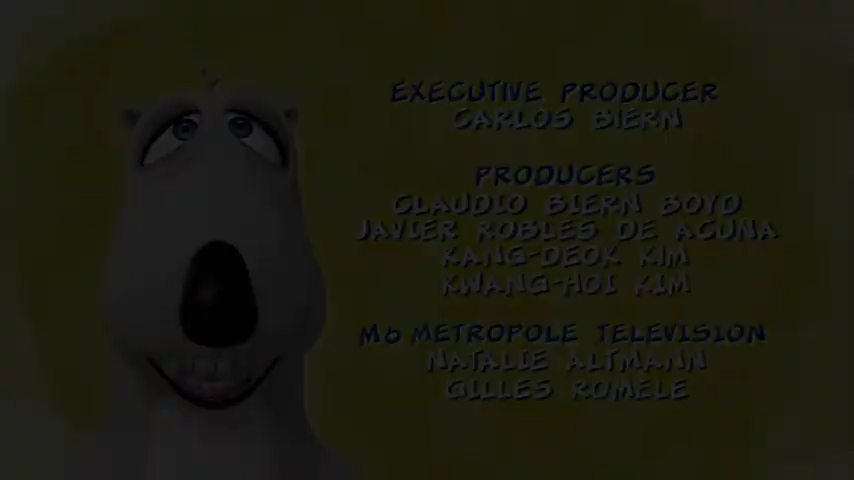 EXECUTIVE PRODUCER
CARLOS BIERN
PRODUCERS
CLAUDIO BIERN BOYD
JAVIER ROBLES DE ACUNA
KANG-DEOK KIM
KWANG-HOI KIM
M6 METROPOLE TELEVISION
NATALIE ALTMANN
GILLES ROMELE